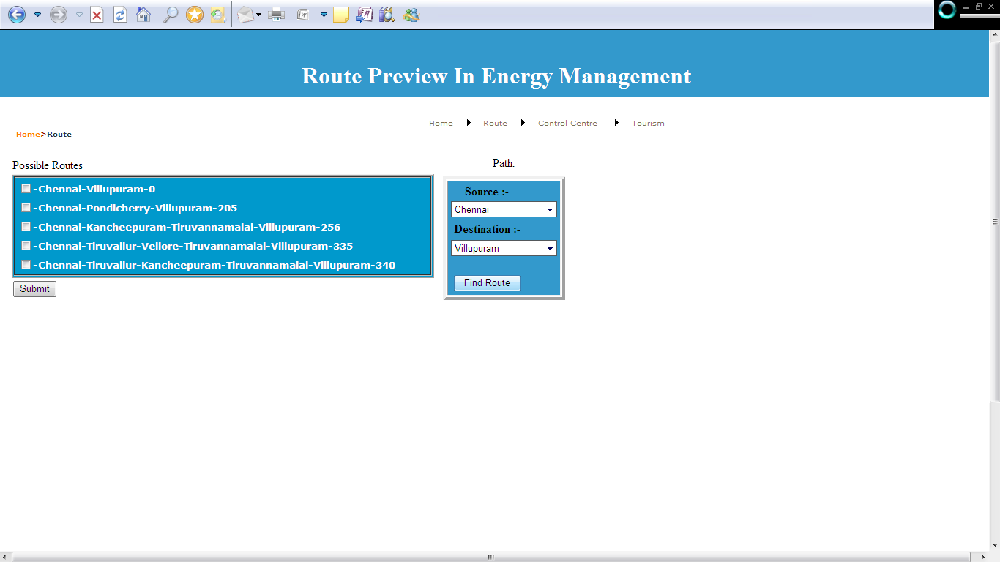 Route Preview In Energy Management
Home Route Control Centre Tourism
Home>Route
Possible Routes
-Chennai-Villupuram-0
-Chennai-Pondicherry-Villupuram-205
-Chennai-Kancheepuram-Tiruvannamalai-Villupuram-256
-Chennai-Tiruvallur-Vellore-Tiruvannamalai-Villupuram-335
-Chennai-Tiruvallur-Kancheepuram-Tiruvannamalai-Villupuram-340
Submit
Path:
Source :-
Chennai
Destination :-
Villupuram
Find Route